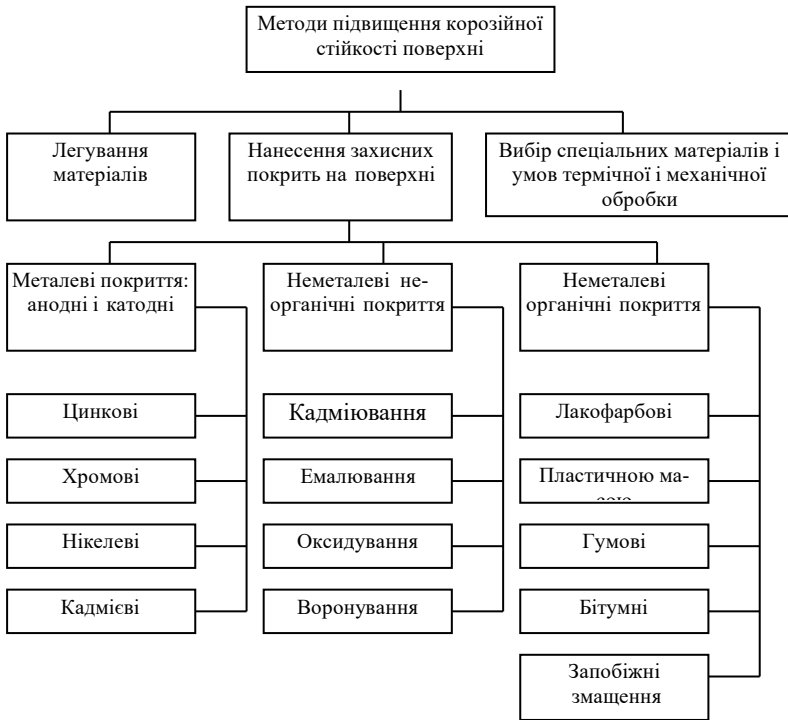 Методи підвищення корозійної
стійкості поверхні
Легування
матеріалів
Нанесення захисних
покрить на поверхні
Вибір спеціальних матеріалів і
умов термічної і механічної
обробки
Металеві покриття:
анодні і катодні
Неметалеві не-
органічні покриття
Неметалеві
органічні покриття
Цинкові
Кадміювання
Лакофарбові
Хромові
Емалювання
Пластичною ма-
сою
Нікелеві
Оксидування
Гумові
Кадмієві
Воронування
Бітумні
Запобіжні
змащення